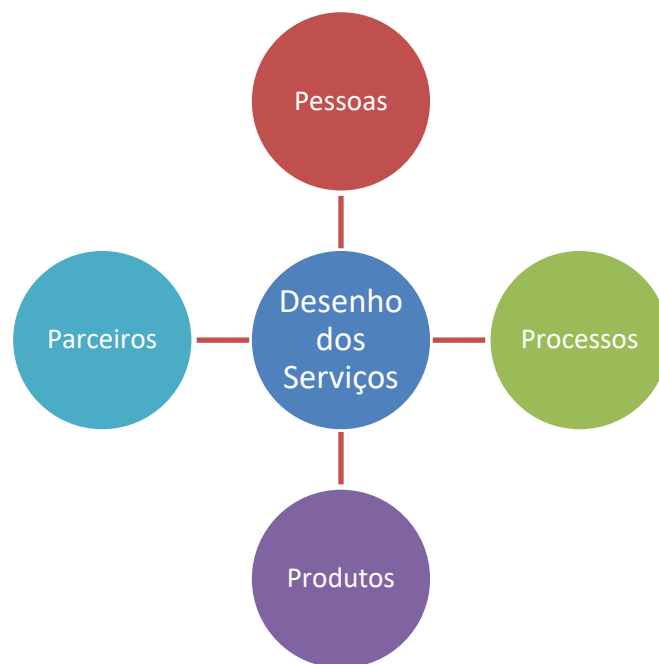 Pessoas
Parceiros
Desenho
dos
Serviços
Processos
Produtos